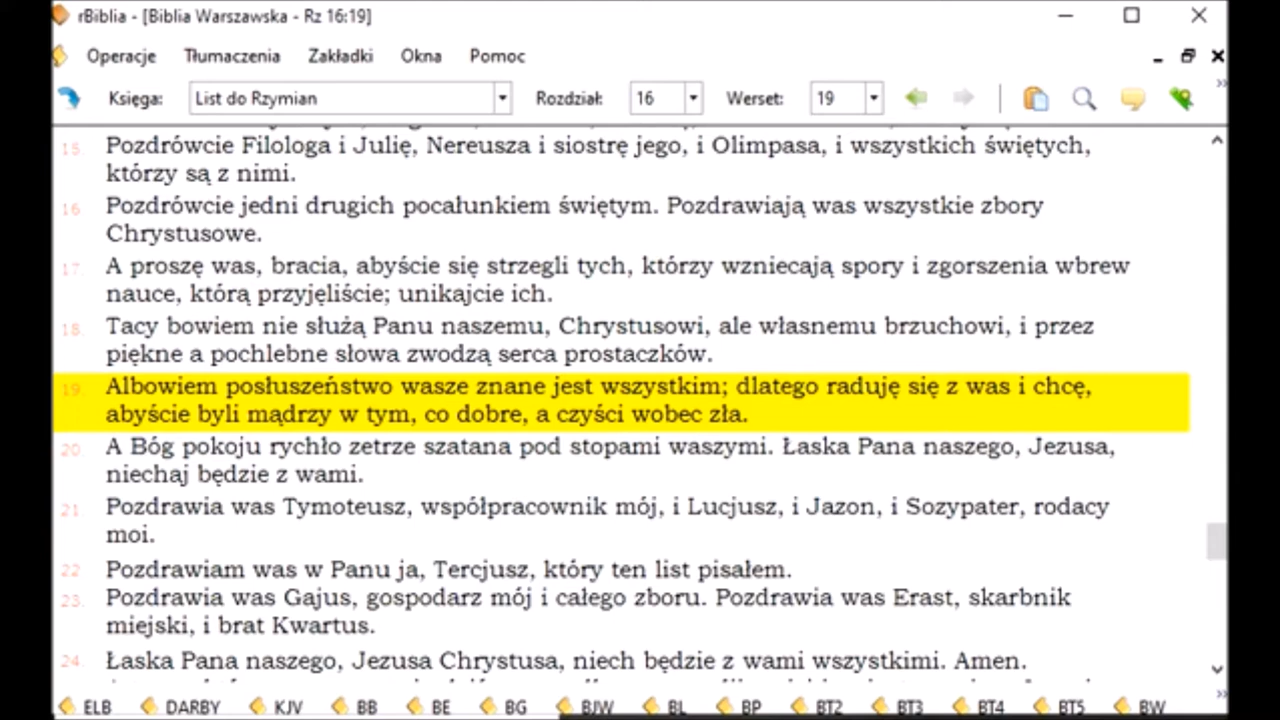 rBiblia - [Biblia Warszawska - Rz 16:19]
Operacje Tłumaczenia Zakładki Okna Pomoc
Księga: List do Rzymian Rozdział: 16 Werset: 19
15. Pozdrówcie Filologa i Julię, Nereusza i siostrę jego, i Olimpasa, i wszystkich świętych,
którzy są z nimi.
16 Pozdrówcie jedni drugich pocałunkiem świętym. Pozdrawiają was wszystkie zbory
Chrystusowe.
17. A proszę was, bracia, abyście się strzegli tych, którzy wzniecają spory i zgorszenia wbrew
nauce, którą przyjęliście; unikajcie ich.
18. Tacy bowiem nie służą Panu naszemu, Chrystusowi, ale własnemu brzuchowi, i przez
piękne a pochlebne słowa zwodzą serca prostaczków.
19. Albowiem posłuszeństwo wasze znane jest wszystkim; dlatego raduję się z was i chcę,
abyście byli mądrzy w tym, co dobre, a czyści wobec zła.
20. A Bóg pokoju rychło zetrze szatana pod stopami waszymi. Łaska Pana naszego, Jezusa,
niechaj będzie z wami.
21. Pozdrawia was Tymoteusz, współpracownik mój, i Lucjusz, i Jazon, i Sozypater, rodacy
moi.
22 Pozdrawiam was w Panu ja, Tercjusz, który ten list pisałem.
23. Pozdrawia was Gajus, gospodarz mój i całego zboru. Pozdrawia was Erast, skarbnik
miejski, i brat Kwartus.
24. Łaska Pana naszego, Jezusa Chrystusa, niech będzie z wami wszystkimi. Amen.
ELB DARBY KJV BB BE BG BJW BL BP BT2 BT3 BT4 BT5 BW